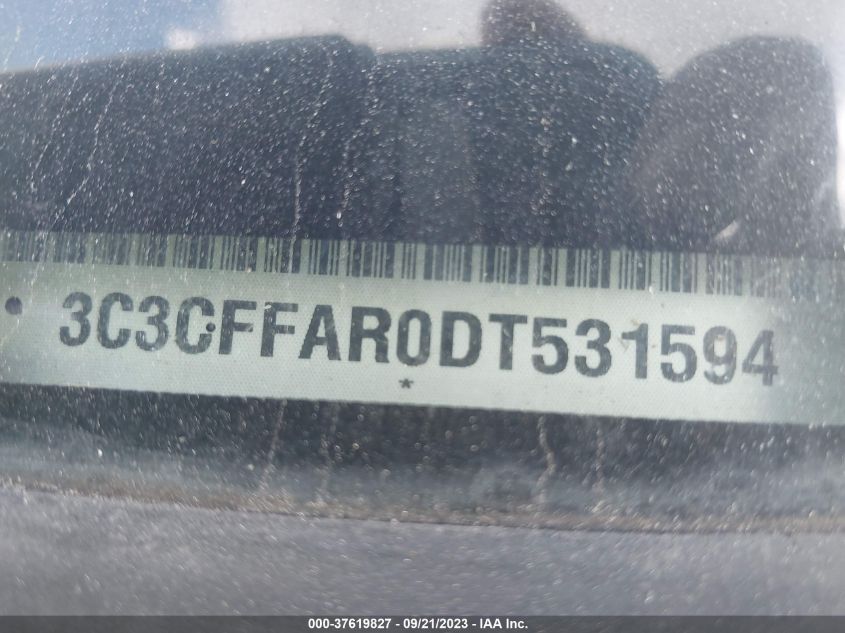 3C3CFFAR0DT531594
*
000-37619827 - 09/21/2023 - IAA Inc.